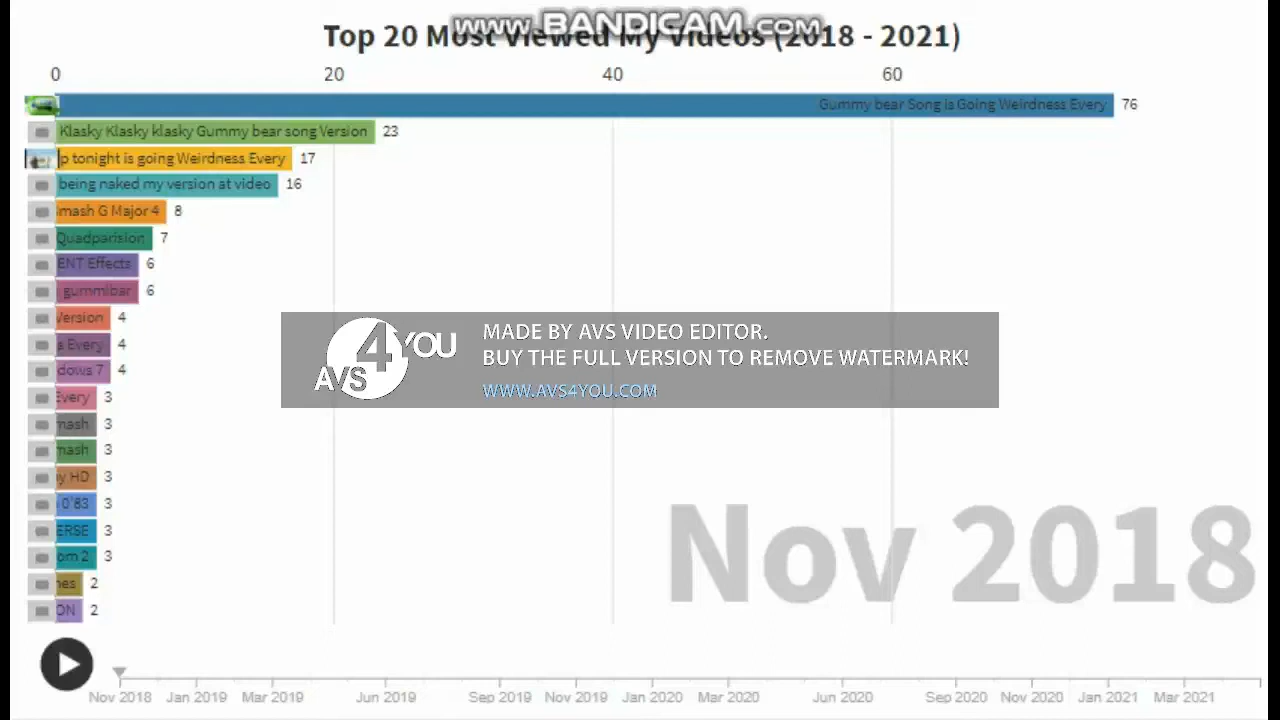 www.BANDICAM.com
Top 20 Most Viewed My Videos (2018 - 2021)
0 20 40 60
Gummy bear Song is Going Weirdness Every 76
Klasky Klasky klasky Gummy bear song Version 23
p tonight is going Weirdness Every 17
being naked my version at video 16
mash G Major 4 8
Quadparision 7
ENT Effects 6
gummibar 6
Version 4
s Every 4
dows 7 4
Every 3
mash 3
mash 3
y HD 3
0'83 3
ERSE 3
om 2 3
nes 2
ON 2
AVS4YOU
MADE BY AVS VIDEO EDITOR.
BUY THE FULL VERSION TO REMOVE WATERMARK!
WWW.AVS4YOU.COM
Nov 2018
Nov 2018 Jan 2019 Mar 2019 Jun 2019 Sep 2019 Nov 2019 Jan 2020 Mar 2020 Jun 2020 Sep 2020 Nov 2020 Jan 2021 Mar 2021